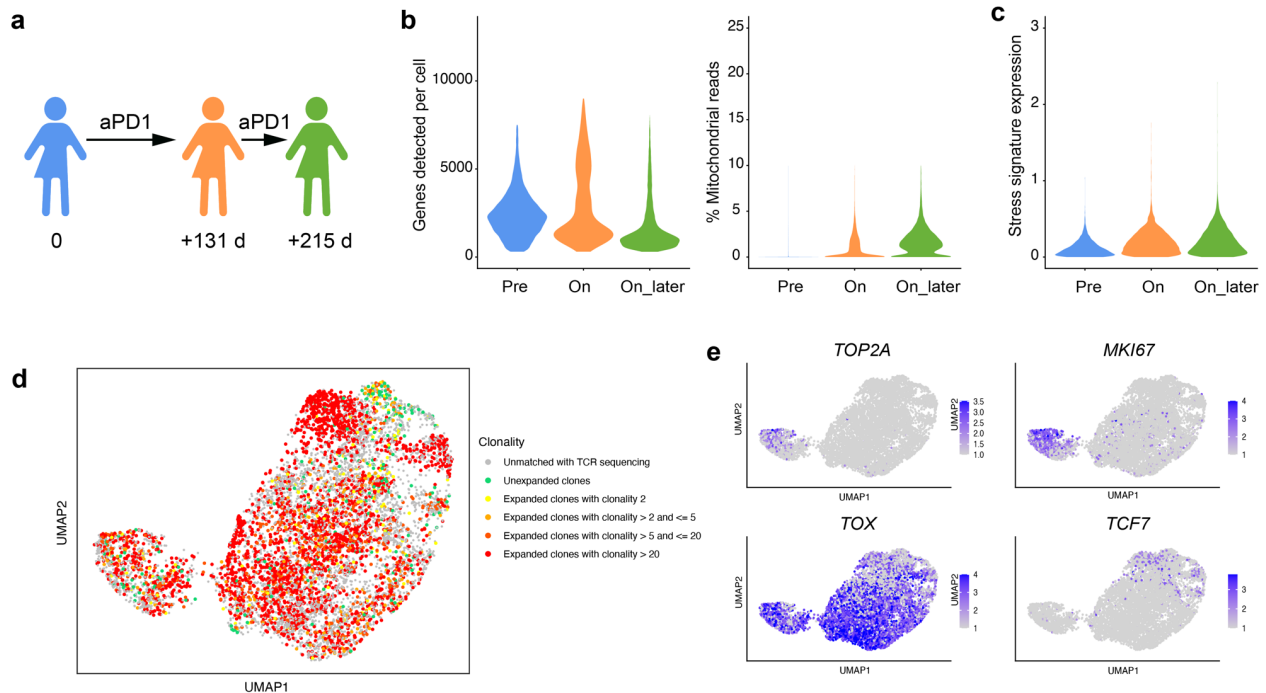 a
aPD1
aPD1
0
+131 d
+215 d
b
Genes detected per cell
10000
5000
0
Pre
On
On_later
% Mitochondrial reads
25
20
15
10
5
0
Pre
On
On_later
c
Stress signature expression
3
2
1
0
Pre
On
On_later
d
UMAP2
UMAP1
Clonality
Unmatched with TCR sequencing
Unexpanded clones
Expanded clones with clonality 2
Expanded clones with clonality > 2 and <= 5
Expanded clones with clonality > 5 and <= 20
Expanded clones with clonality > 20
e
TOP2A
UMAP2
UMAP1
3.5
3.0
2.5
2.0
1.5
1.0
MKI67
UMAP2
UMAP1
4
3
2
1
TOX
UMAP2
UMAP1
4
3
2
1
TCF7
UMAP2
UMAP1
3
2
1